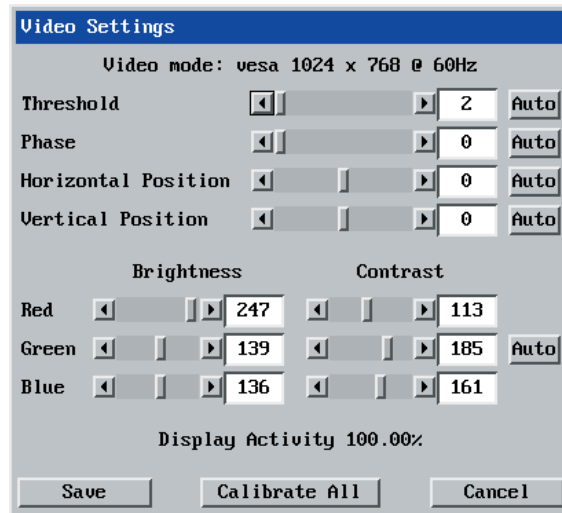 Video Settings
Video mode: vesa 1024 x 768 @ 60Hz
Threshold 2 Auto
Phase 0 Auto
Horizontal Position 0 Auto
Vertical Position 0 Auto
Brightness Contrast
Red 247 113
Green 139 185 Auto
Blue 136 161
Display Activity 100.00%
Save Calibrate All Cancel